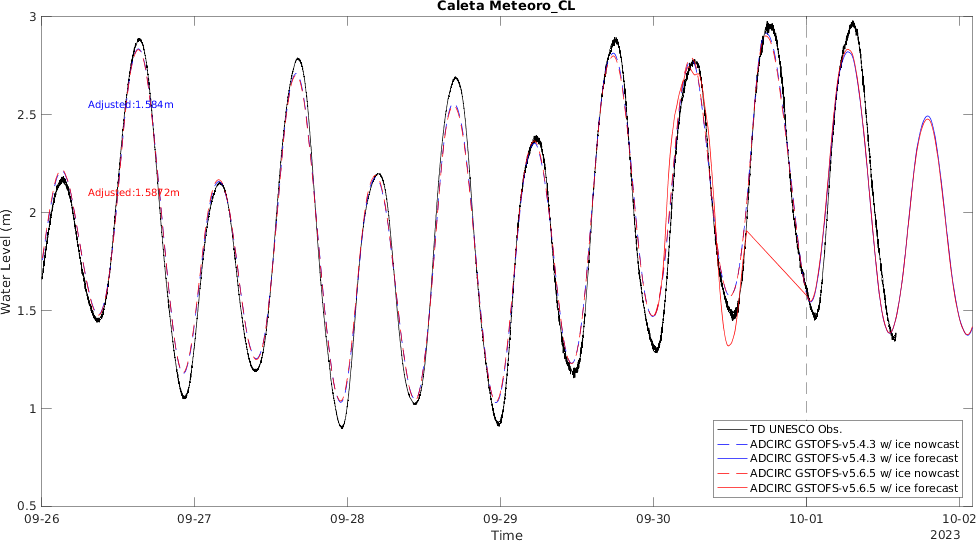 Caleta Meteoro_CL
3
2.5
2
1.5
1
0.5
Water Level (m)
Adjusted:1.584m
Adjusted:1.5872m
TD UNESCO Obs.
ADCIRC GSTOFS-v5.4.3 w/ ice nowcast
ADCIRC GSTOFS-v5.4.3 w/ ice forecast
ADCIRC GSTOFS-v5.6.5 w/ ice nowcast
ADCIRC GSTOFS-v5.6.5 w/ ice forecast
09-26 09-27 09-28 09-29 09-30 10-01 10-02
Time
2023